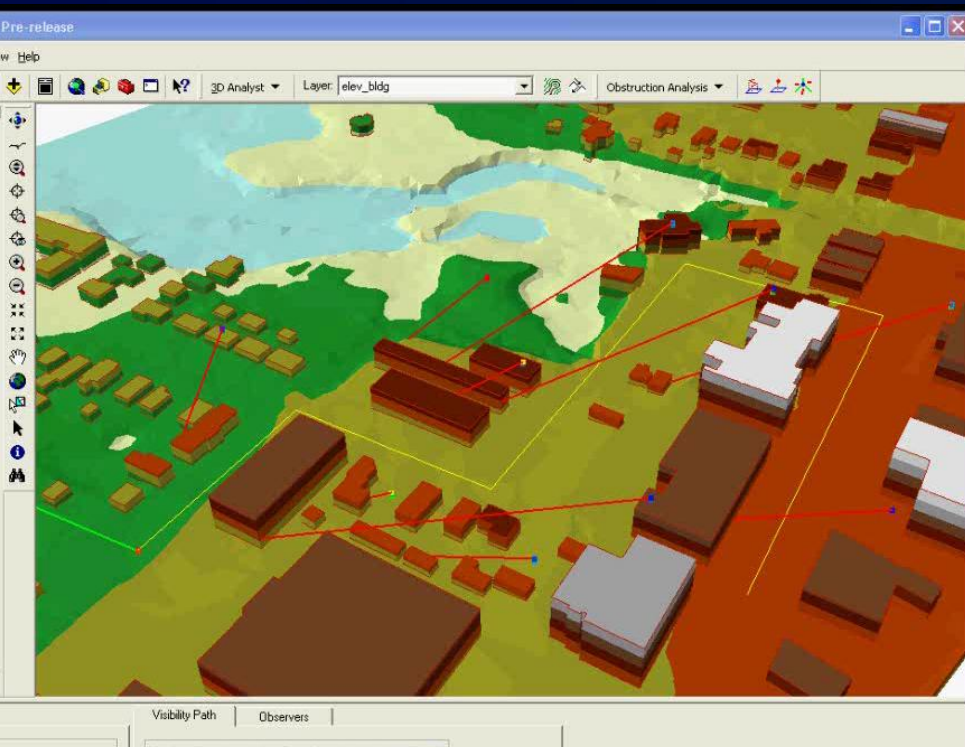 Pre-release
w Help
3D Analyst Layer: elev_bldg Obstruction Analysis
Visibility Path Observers